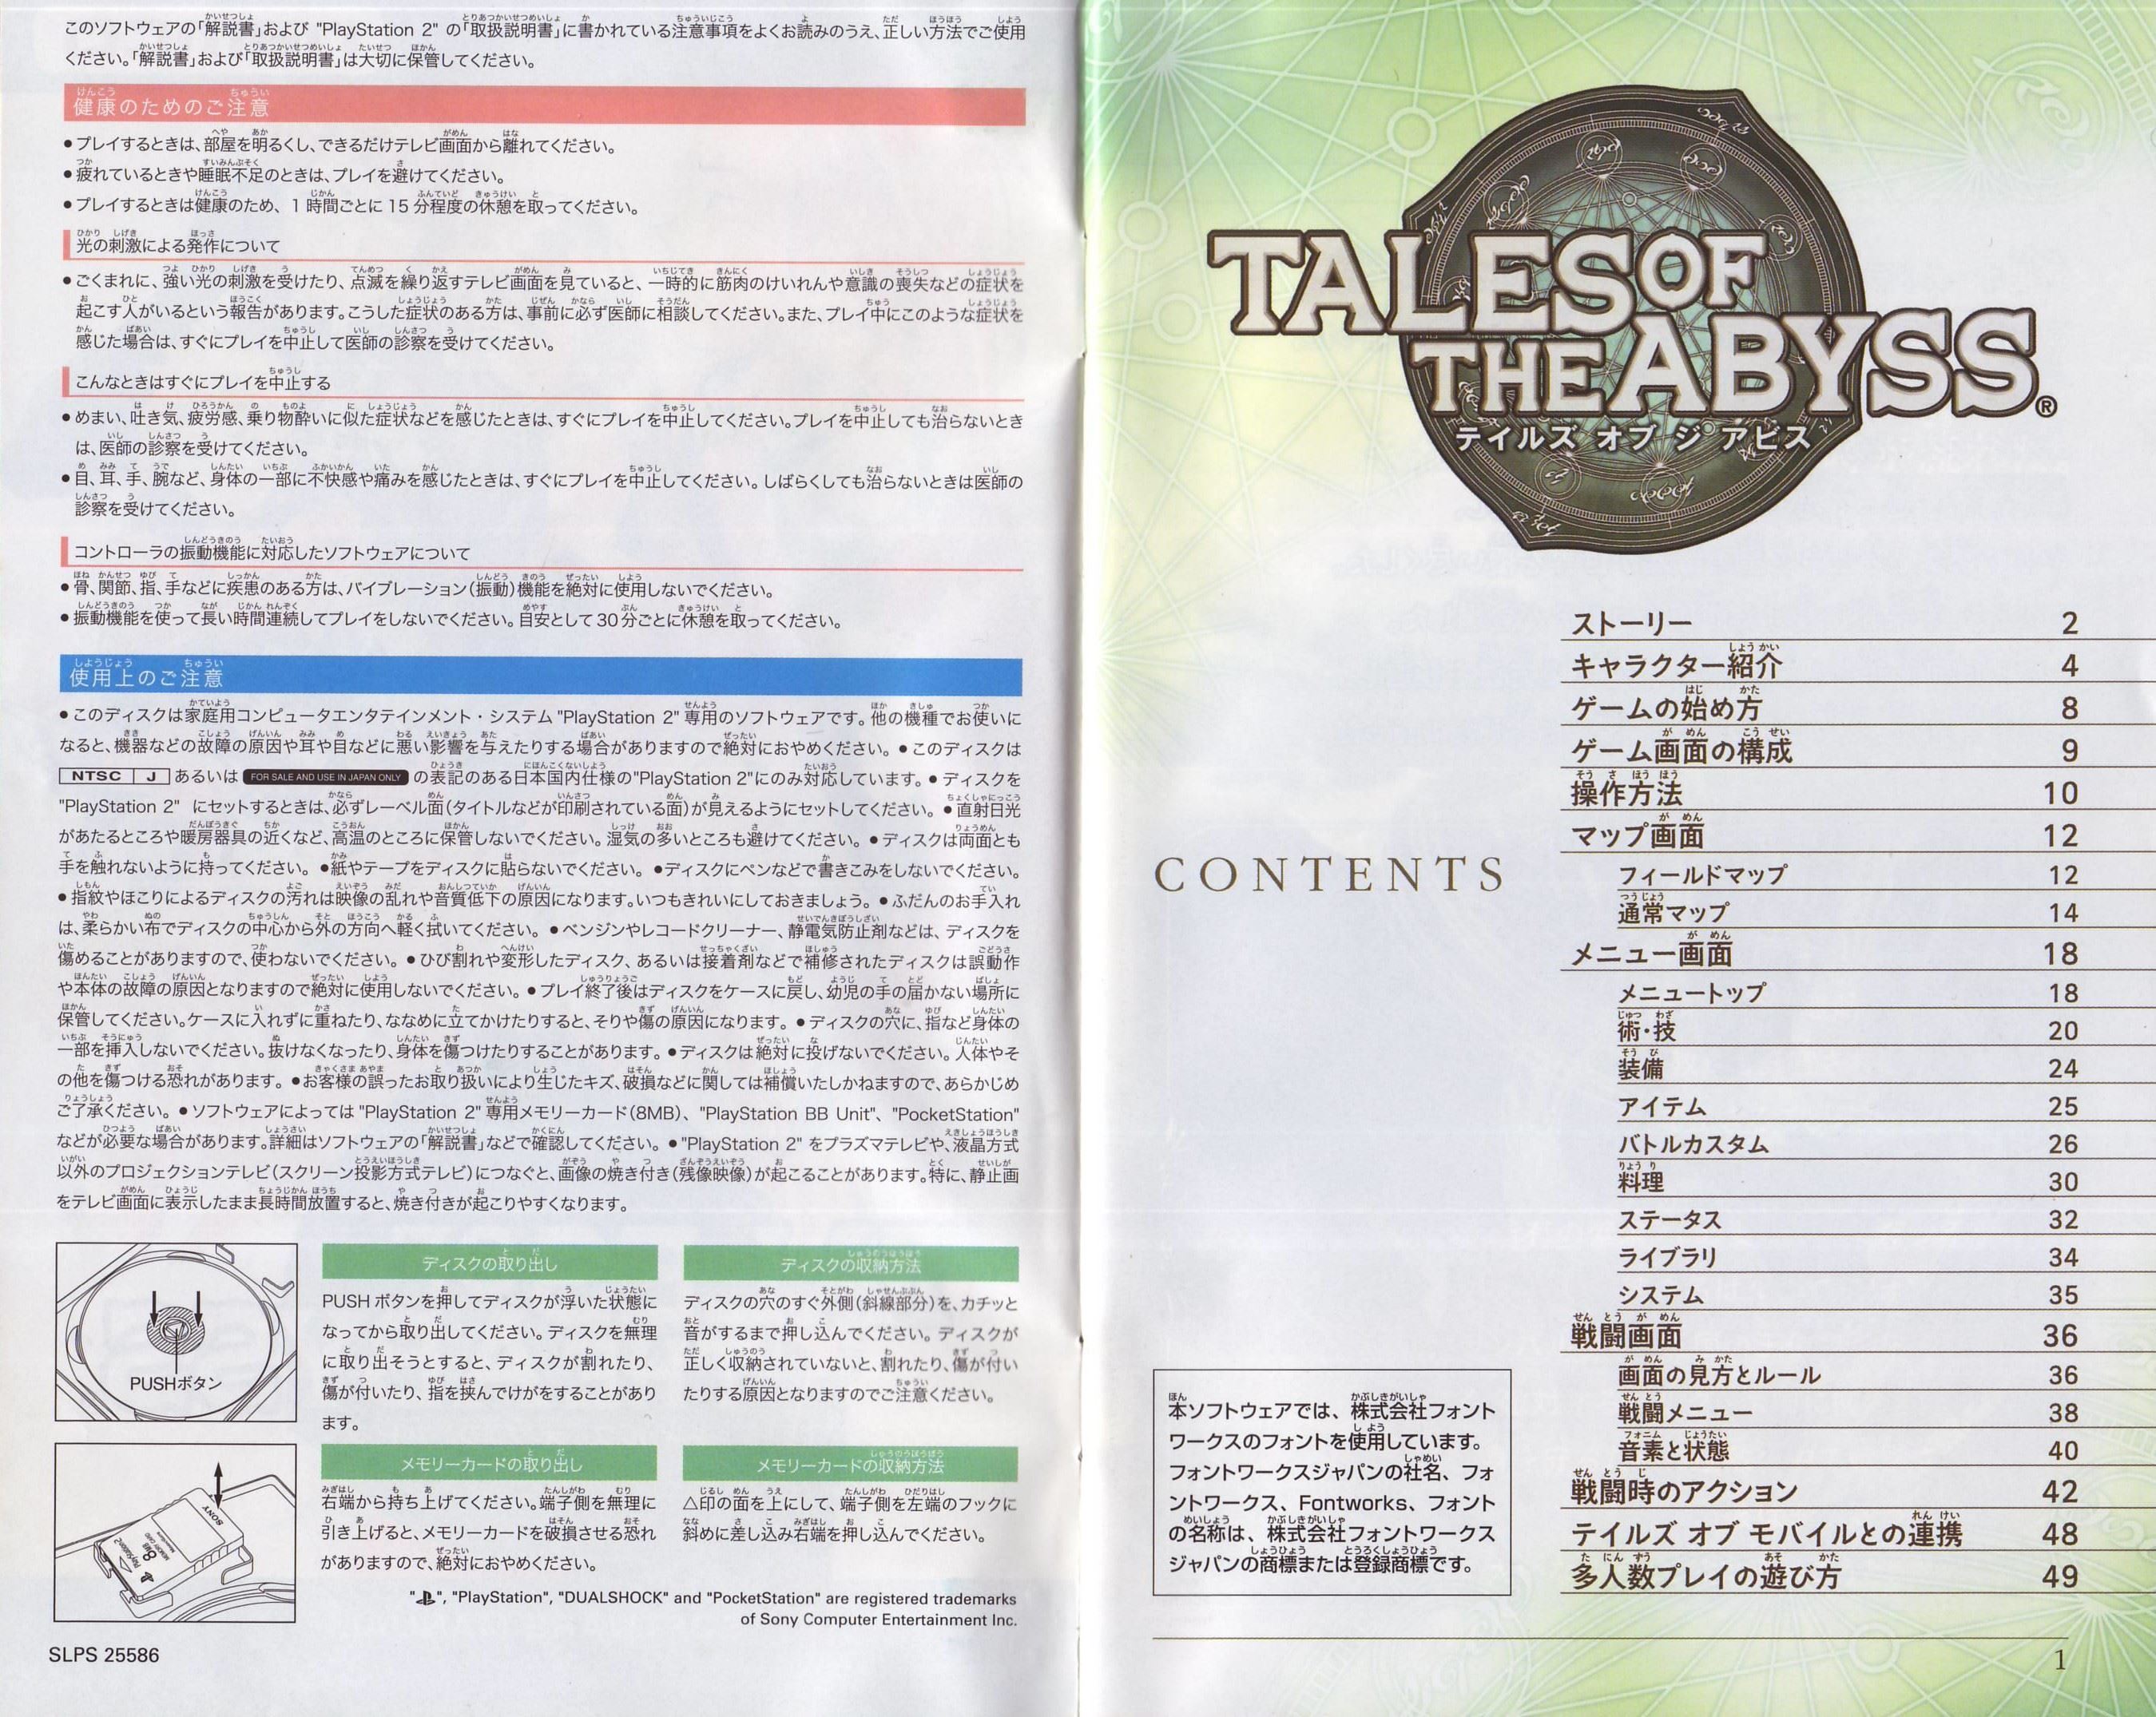 このソフトウェアの「解説書」および "PlayStation 2" の「取扱説明書」に書かれている注意事項をよくお読みのうえ、正しい方法でご使用
ください。「解説書」および「取扱説明書」は大切に保管してください。
健康のためのご注意
●プレイするときは、部屋を明るくし、できるだけテレビ画面から離れてください。
●疲れているときや睡眠不足のときは、プレイを避けてください。
●プレイするときは健康のため、1 時間ごとに 15 分程度の休憩を取ってください。
光の刺激による発作について
●ごくまれに、強い光の刺激を受けたり、点滅を繰り返すテレビ画面を見ていると、一時的に筋肉のけいれんや意識の喪失などの症状を
起こす人がいるという報告があります。こうした症状のある方は、事前に必ず医師に相談してください。また、プレイ中にこのような症状を
感じた場合は、すぐにプレイを中止して医師の診察を受けてください。
こんなときはすぐにプレイを中止する
●めまい、吐き気、疲労感、乗り物酔いに似た症状などを感じたときは、すぐにプレイを中止してください。プレイを中止しても治らないとき
は、医師の診察を受けてください。
●目、耳、手、腕など、身体の一部に不快感や痛みを感じたときは、すぐにプレイを中止してください。しばらくしても治らないときは医師の
診察を受けてください。
コントローラの振動機能に対応したソフトウェアについて
●骨、関節、指、手などに疾患のある方は、バイブレーション(振動)機能を絶対に使用しないでください。
●振動機能を使って長い時間連続してプレイをしないでください。目安として 30 分ごとに休憩を取ってください。
使用上のご注意
●このディスクは家庭用コンピュータエンタテインメント・システム "PlayStation 2" 専用のソフトウェアです。他の機種でお使いに
なると、機器などの故障の原因や耳や目などに悪い影響を与えたりする場合がありますので絶対におやめください。●このディスクは
NTSC J あるいは FOR SALE AND USE IN JAPAN ONLY の表記のある日本国内仕様の"PlayStation 2"にのみ対応しています。●ディスクを
"PlayStation 2" にセットするときは、必ずレーベル面(タイトルなどが印刷されている面)が見えるようにセットしてください。●直射日光
があたるところや暖房器具の近くなど、高温のところに保管しないでください。湿気の多いところも避けてください。●ディスクは両面とも
手を触れないように持ってください。●紙やテープをディスクに貼らないでください。●ディスクにペンなどで書きこみをしないでください。
●指紋やほこりによるディスクの汚れは映像の乱れや音質低下の原因になります。いつもきれいにしておきましょう。●ふだんのお手入れ
は、柔らかい布でディスクの中心から外の方向へ軽く拭いてください。●ベンジンやレコードクリーナー、静電気防止剤などは、ディスクを
傷めることがありますので、使わないでください。●ひび割れや変形したディスク、あるいは接着剤などで補修されたディスクは誤動作
や本体の故障の原因となりますので絶対に使用しないでください。●プレイ終了後はディスクをケースに戻し、幼児の手の届かない場所に
保管してください。ケースに入れずに重ねたり、ななめに立てかけたりすると、そりや傷の原因になります。●ディスクの穴に、指など身体の
一部を挿入しないでください。抜けなくなったり、身体を傷つけたりすることがあります。●ディスクは絶対に投げないでください。人体やそ
の他を傷つける恐れがあります。●お客様の誤ったお取り扱いにより生じたキズ、破損などに関しては補償いたしかねますので、あらかじめ
ご了承ください。●ソフトウェアによっては "PlayStation 2" 専用メモリーカード(8MB)、"PlayStation BB Unit"、"PocketStation"
などが必要な場合があります。詳細はソフトウェアの「解説書」などで確認してください。●"PlayStation 2" をプラズマテレビや、液晶方式
以外のプロジェクションテレビ(スクリーン投影方式テレビ)につなぐと、画像の焼き付き(残像映像)が起こることがあります。特に、静止画
をテレビ画面に表示したまま長時間放置すると、焼き付きが起こりやすくなります。
PUSHボタン
ディスクの取り出し
PUSH ボタンを押してディスクが浮いた状態に
なってから取り出してください。ディスクを無理
に取り出そうとすると、ディスクが割れたり、
傷が付いたり、指を挟んでけがをすることがあり
ます。
ディスクの収納方法
ディスクの穴のすぐ外側(斜線部分)を、カチッと
音がするまで押し込んでください。ディスクが
正しく収納されていないと、割れたり、傷が付い
たりする原因となりますのでご注意ください。
SONY
8MB
PlayStation 2
メモリーカードの取り出し
右端から持ち上げてください。端子側を無理に
引き上げると、メモリーカードを破損させる恐れ
がありますので、絶対におやめください。
メモリーカードの収納方法
△印の面を上にして、端子側を左端のフックに
斜めに差し込み右端を押し込んでください。
" ", "PlayStation", "DUALSHOCK" and "PocketStation" are registered trademarks
of Sony Computer Entertainment Inc.
SLPS 25586
TALES OF
THE ABYSS®
テイルズ オブ ジ アビス
CONTENTS
ストーリー 2
キャラクター紹介 4
ゲームの始め方 8
ゲーム画面の構成 9
操作方法 10
マップ画面 12
フィールドマップ 12
通常マップ 14
メニュー画面 18
メニュートップ 18
術・技 20
装備 24
アイテム 25
バトルカスタム 26
料理 30
ステータス 32
ライブラリ 34
システム 35
戦闘画面 36
画面の見方とルール 36
戦闘メニュー 38
音素と状態 40
戦闘時のアクション 42
テイルズ オブ モバイルとの連携 48
多人数プレイの遊び方 49
本ソフトウェアでは、株式会社フォント
ワークスのフォントを使用しています。
フォントワークスジャパンの社名、フォ
ントワークス、Fontworks、フォント
の名称は、株式会社フォントワークス
ジャパンの商標または登録商標です。
1